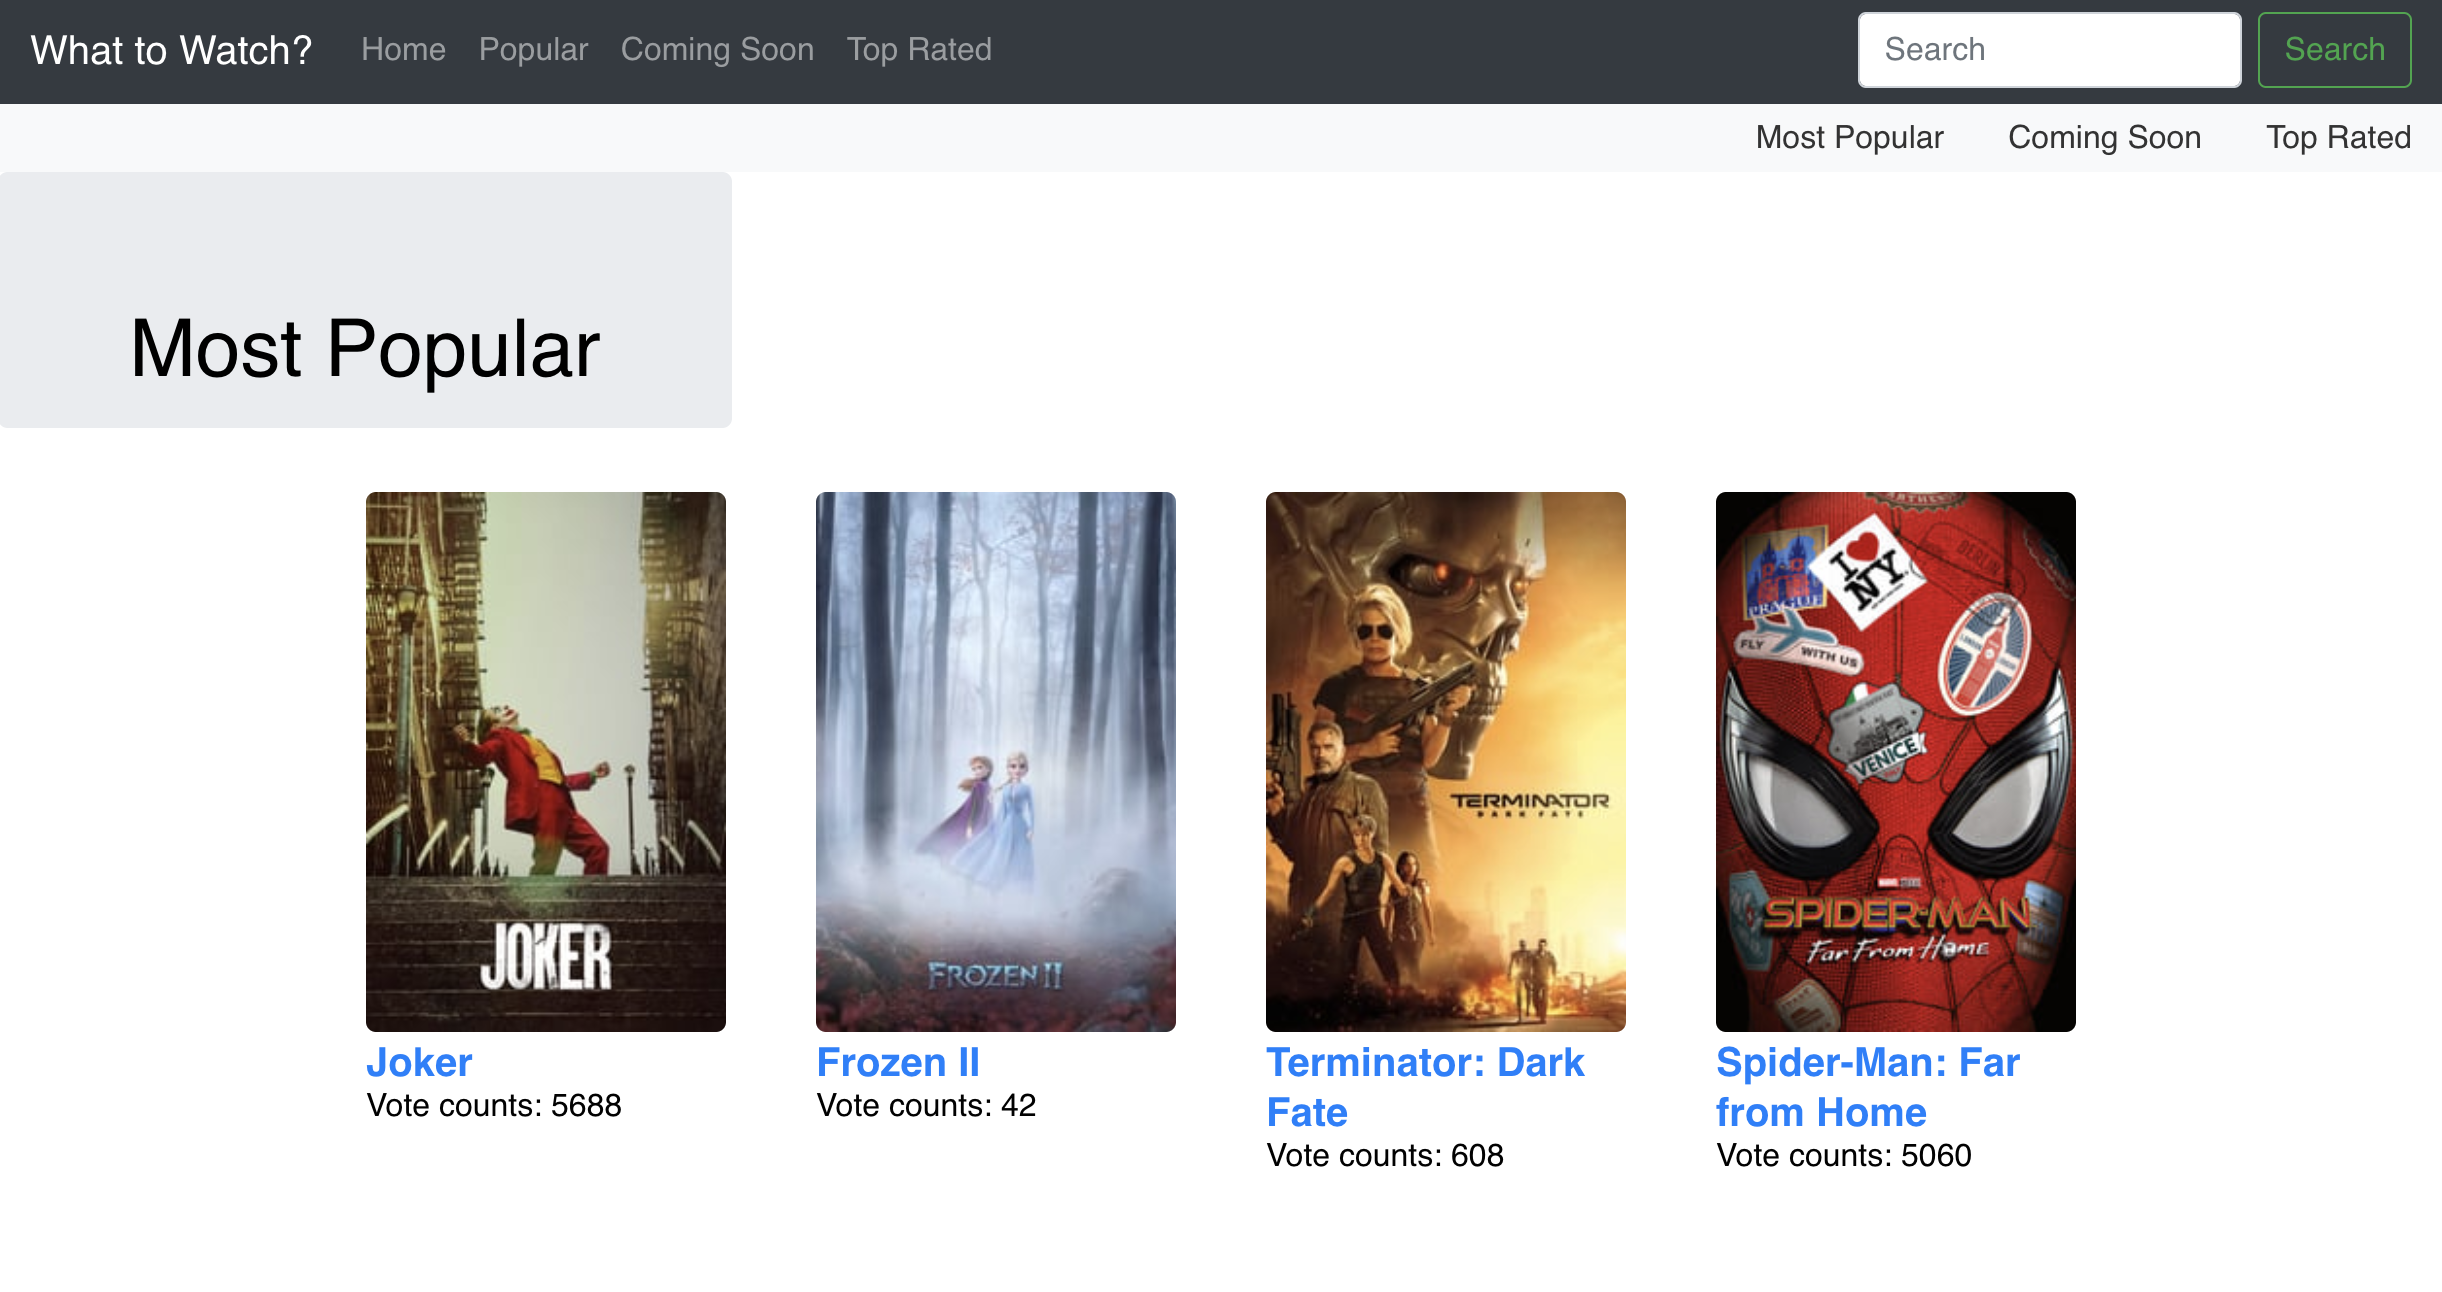 What to Watch?
Home
Popular
Coming Soon
Top Rated
Search
Search
Most Popular
Coming Soon
Top Rated
Most Popular
JOKER
Joker
Vote counts: 5688
FROZEN II
Frozen II
Vote counts: 42
TERMINATOR
DARK FATE
Terminator: Dark
Fate
Vote counts: 608
I
NY
PRAGUE
BERLIN
FLY WITH US
VENICE
SPIDER-MAN
Far From Home
Spider-Man: Far
from Home
Vote counts: 5060